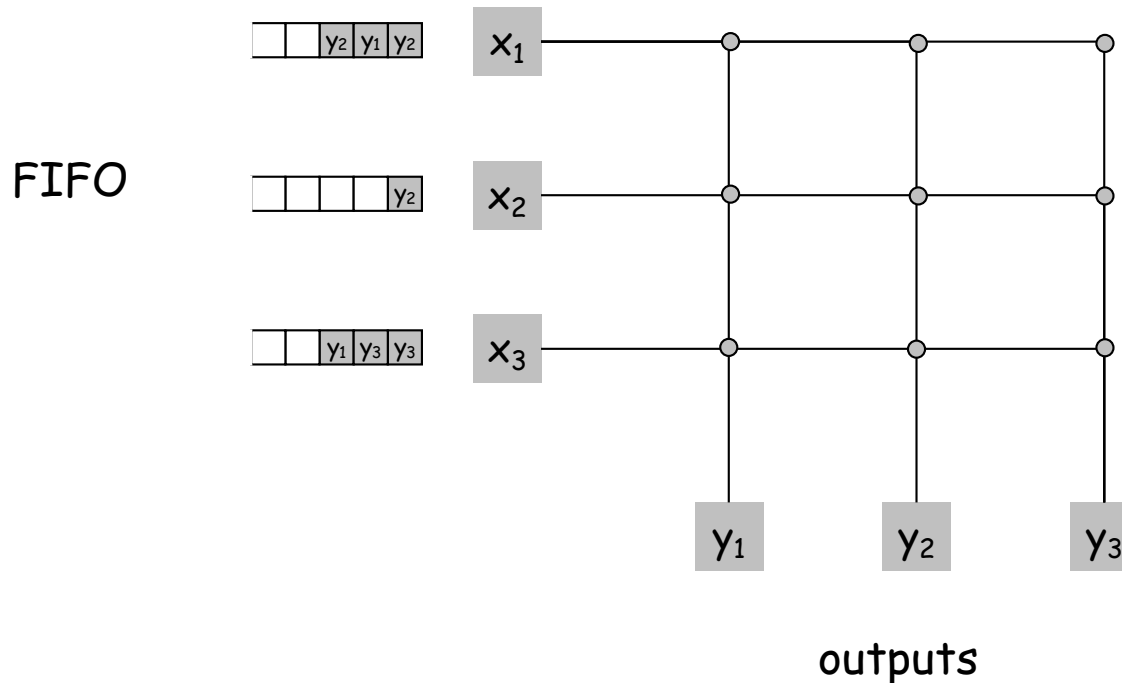 y₂ y₁ y₂ x₁
FIFO
y₂ x₂
y₁ y₃ y₃ x₃
y₁ y₂ y₃
outputs